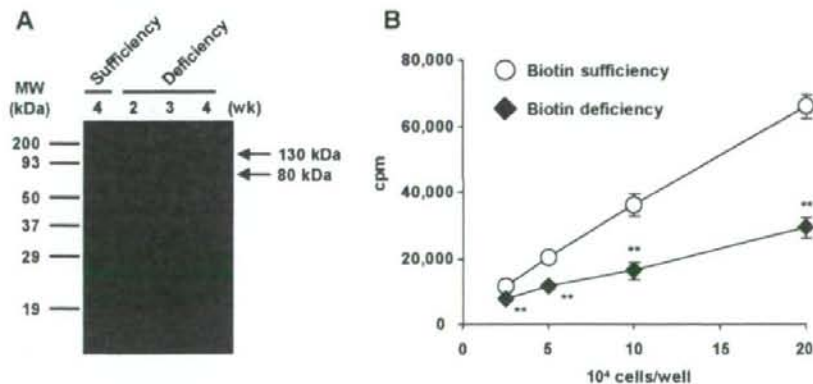 A
Sufficiency
Deficiency
MW
(kDa)
4 2 3 4 (wk)
200
93
50
37
29
19
130 kDa
80 kDa
B
Biotin sufficiency
Biotin deficiency
cpm
80,000
60,000
40,000
20,000
0
**
**
**
**
0 5 10 15 20
10⁴ cells/well